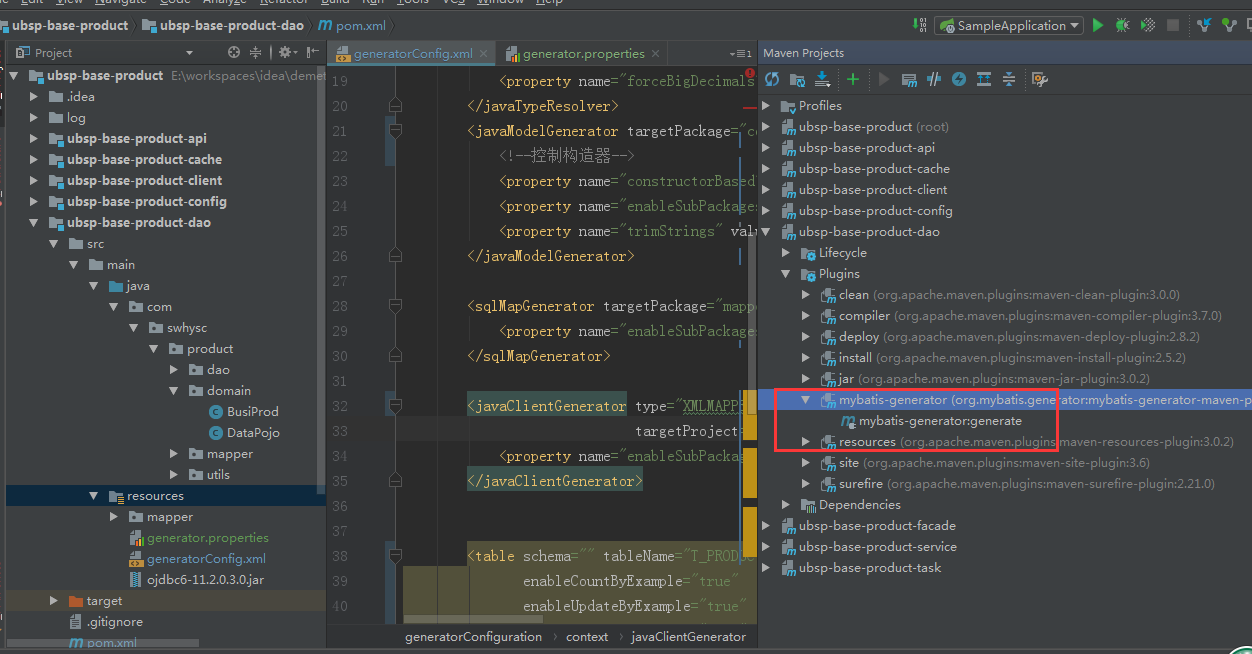 Edit View Navigate Code Analyze Refactor Build Run Tools VCS Window Help
ubsp-base-product ubsp-base-product-dao pom.xml
SampleApplication
Project
generatorConfig.xml
generator.properties
Maven Projects
ubsp-base-product E:\workspaces\idea\demet
.idea
log
ubsp-base-product-api
ubsp-base-product-cache
ubsp-base-product-client
ubsp-base-product-config
ubsp-base-product-dao
src
main
java
com
swhysc
product
dao
domain
BusiProd
DataPojo
mapper
utils
resources
mapper
generator.properties
generatorConfig.xml
ojdbc6-11.2.0.3.0.jar
target
.gitignore
pom.xml
19 <property name="forceBigDecimals
20 </javaTypeResolver>
21 <javaModelGenerator targetPackage="co
22 <!--控制构造器-->
23 <property name="constructorBased
24 <property name="enableSubPackage
25 <property name="trimStrings" valu
26 </javaModelGenerator>
27
28 <sqlMapGenerator targetPackage="mappe
29 <property name="enableSubPackage
30 </sqlMapGenerator>
31
32 <javaClientGenerator type="XMLMAPPE
33 targetProject=
34 <property name="enableSubPackag
35 </javaClientGenerator>
36
37
38 <table schema="" tableName="T_PRODU
39 enableCountByExample="true"
40 enableUpdateByExample="true"
generatorConfiguration context javaClientGenerator
Profiles
ubsp-base-product (root)
ubsp-base-product-api
ubsp-base-product-cache
ubsp-base-product-client
ubsp-base-product-config
ubsp-base-product-dao
Lifecycle
Plugins
clean (org.apache.maven.plugins:maven-clean-plugin:3.0.0)
compiler (org.apache.maven.plugins:maven-compiler-plugin:3.7.0)
deploy (org.apache.maven.plugins:maven-deploy-plugin:2.8.2)
install (org.apache.maven.plugins:maven-install-plugin:2.5.2)
jar (org.apache.maven.plugins:maven-jar-plugin:3.0.2)
mybatis-generator (org.mybatis.generator:mybatis-generator-maven-p
mybatis-generator:generate
resources (org.apache.maven.plugins:maven-resources-plugin:3.0.2)
site (org.apache.maven.plugins:maven-site-plugin:3.6)
surefire (org.apache.maven.plugins:maven-surefire-plugin:2.21.0)
Dependencies
ubsp-base-product-facade
ubsp-base-product-service
ubsp-base-product-task